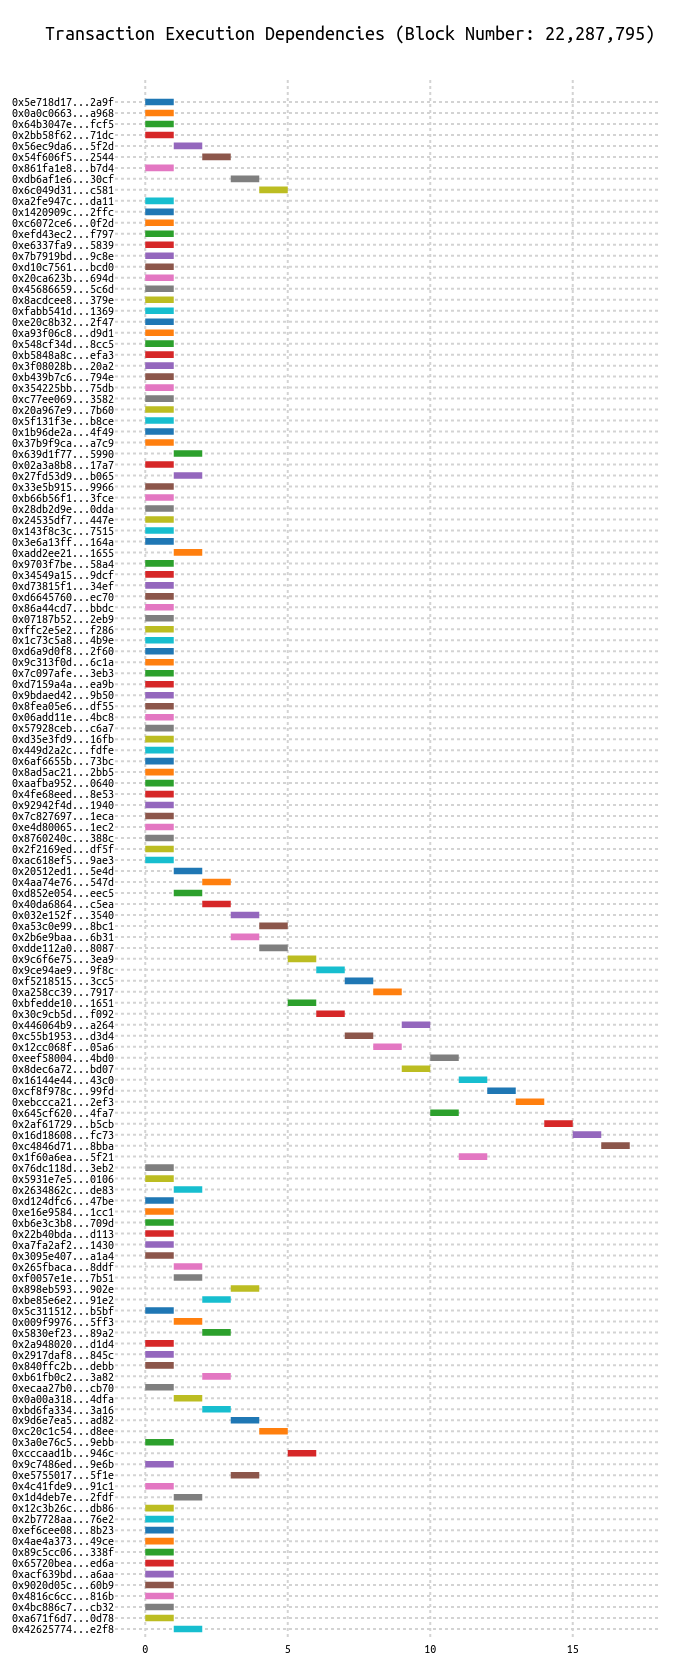 Transaction Execution Dependencies (Block Number: 22,287,795)
0x5e718d17...2a9f
0x0a0c0663...a968
0x64b3047e...fcf5
0x2bb58f62...71dc
0x56ec9da6...5f2d
0x54f606f5...2544
0x861fa1e8...b7d4
0xdb6af1e6...30cf
0x6c049d31...c581
0xa2fe947c...da11
0x1420909c...2ffc
0xc6072ce6...0f2d
0xefd43ec2...f797
0xe6337fa9...5839
0x7b7919bd...9c8e
0xd10c7561...bcd0
0x20ca623b...694d
0x45686659...5c6d
0x8acdcee8...379e
0xfabb541d...1369
0xe20c8b32...2f47
0xa93f06c8...d9d1
0x548cf34d...8cc5
0xb5848a8c...efa3
0x3f08028b...20a2
0xb439b7c6...794e
0x354225bb...75db
0xc77ee069...3582
0x20a967e9...7b60
0x5f131f3e...b8ce
0x1b96de2a...4f49
0x37b9f9ca...a7c9
0x639d1f77...5990
0x02a3a8b8...17a7
0x27fd53d9...b065
0x33e5b915...9966
0xb66b56f1...3fce
0x28db2d9e...0dda
0x24535df7...447e
0x143f8c3c...7515
0x3e6a13ff...164a
0xadd2ee21...1655
0x9703f7be...58a4
0x34549a15...9dcf
0xd73815f1...34ef
0xd6645760...ec70
0x86a44cd7...bbdc
0x07187b52...2eb9
0xffc2e5e2...f286
0x1c73c5a8...4b9e
0xd6a9d0f8...2f60
0x9c313f0d...6c1a
0x7c097afe...3eb3
0xd7159a4a...ea9b
0x9bdaed42...9b50
0x8fea05e6...df55
0x06add11e...4bc8
0x57928ceb...c6a7
0xd35e3fd9...16fb
0x449d2a2c...fdfe
0x6af6655b...73bc
0x8ad5ac21...2bb5
0xaafba952...0640
0x4fe68eed...8e53
0x92942f4d...1940
0x7c827697...1eca
0xe4d80065...1ec2
0x8760240c...388c
0x2f2169ed...df5f
0xac618ef5...9ae3
0x20512ed1...5e4d
0x4aa74e76...547d
0xd852e054...eec5
0x40da6864...c5ea
0x032e152f...3540
0xa53c0e99...8bc1
0x2b6e9baa...6b31
0xdde112a0...8087
0x9c6f6e75...3ea9
0x9ce94ae9...9f8c
0xf5218515...3cc5
0xa258cc39...7917
0xbfedde10...1651
0x30c9cb5d...f092
0x446064b9...a264
0xc55b1953...d3d4
0x12cc068f...05a6
0xeef58004...4bd0
0x8dec6a72...bd07
0x16144e44...43c0
0xcf8f978c...99fd
0xebccca21...2ef3
0x645cf620...4fa7
0x2af61729...b5cb
0x16d18608...fc73
0xc4846d71...8bba
0x1f60a6ea...5f21
0x76dc118d...3eb2
0x5931e7e5...0106
0x2634862c...de83
0xd124dfc6...47be
0xe16e9584...1cc1
0xb6e3c3b8...709d
0x22b40bda...d113
0xa7fa2af2...1430
0x3095e407...a1a4
0x265fbaca...8ddf
0xf0057e1e...7b51
0x898eb593...902e
0xbe85e6e2...91e2
0x5c311512...b5bf
0x009f9976...5ff3
0x5830ef23...89a2
0x2a948020...d1d4
0x2917daf8...845c
0x840ffc2b...debb
0xb61fb0c2...3a82
0xecaa27b0...cb70
0x0a00a318...4dfa
0xbd6fa334...3a16
0x9d6e7ea5...ad82
0xc20c1c54...d8ee
0x3a0e76c5...9ebb
0xcccaad1b...946c
0x9c7486ed...9e6b
0xe5755017...5f1e
0x4c41fde9...91c1
0x1d4deb7e...2fdf
0x12c3b26c...db86
0x2b7728aa...76e2
0xef6cee08...8b23
0x4ae4a373...49ce
0x89c5cc06...338f
0x65720bea...ed6a
0xacf639bd...a6aa
0x9020d05c...60b9
0x4816c6cc...816b
0x4bc886c7...cb32
0xa671f6d7...0d78
0x42625774...e2f8
0 5 10 15